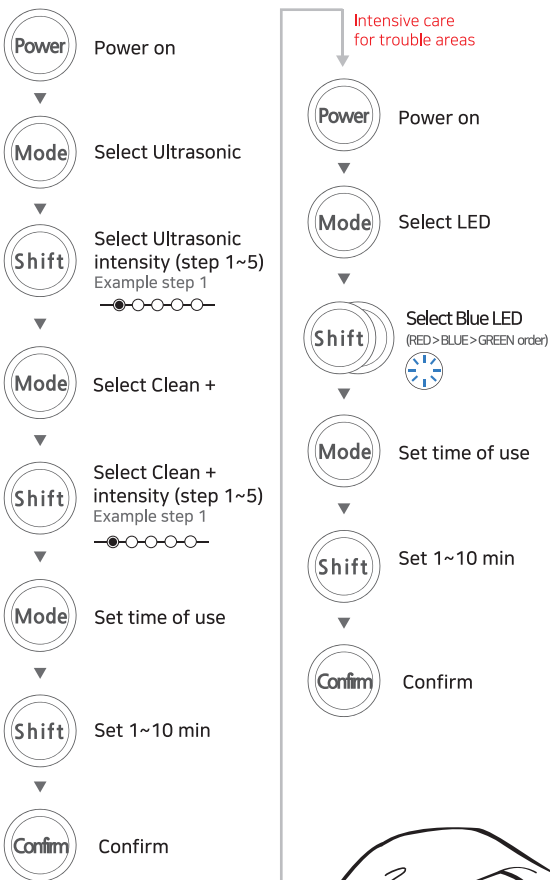 Power
Power on
Mode
Select Ultrasonic
Shift
Select Ultrasonic
intensity (step 1~5)
Example step 1
Mode
Select Clean +
Shift
Select Clean +
intensity (step 1~5)
Example step 1
Mode
Set time of use
Shift
Set 1~10 min
Confirm
Confirm
Intensive care
for trouble areas
Power
Power on
Mode
Select LED
Shift
Select Blue LED
(RED>BLUE>GREEN order)
Mode
Set time of use
Shift
Set 1~10 min
Confirm
Confirm